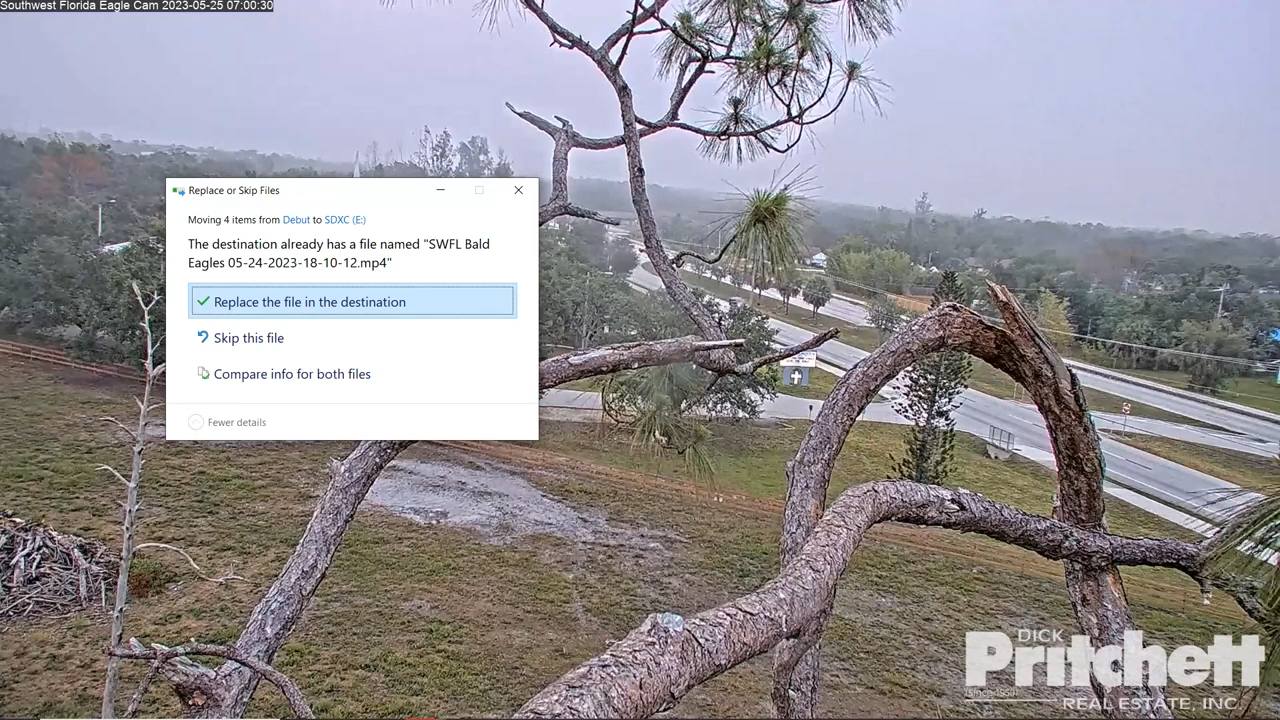 Southwest Florida Eagle Cam 2023-05-25 07:00:30
Replace or Skip Files
Moving 4 items from Debut to SDXC (E:)
The destination already has a file named "SWFL Bald
Eagles 05-24-2023-18-10-12.mp4"
Replace the file in the destination
Skip this file
Compare info for both files
Fewer details
DICK
Pritchett
REAL ESTATE, INC.